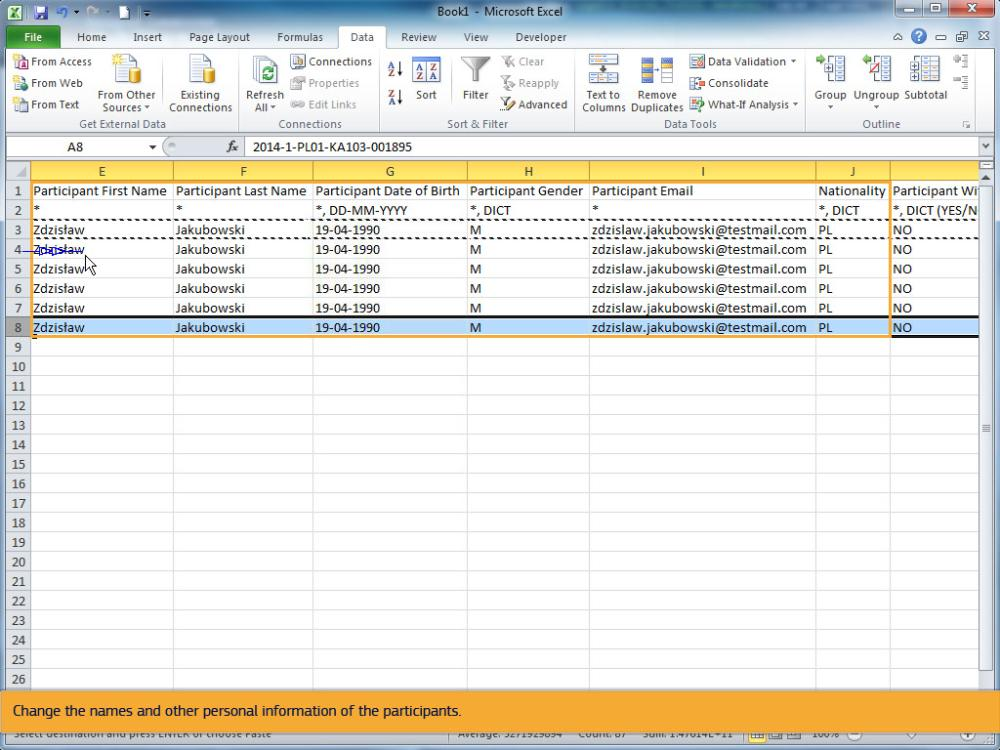 Book1 - Microsoft Excel
File Home Insert Page Layout Formulas Data Review View Developer
From Access
From Web
From Text
From Other Sources
Existing Connections
Get External Data
Refresh All
Connections
Properties
Edit Links
Connections
Sort
Filter
Clear
Reapply
Advanced
Sort & Filter
Text to Columns
Remove Duplicates
Data Validation
Consolidate
What-If Analysis
Data Tools
Group
Ungroup
Subtotal
Outline
A8 fx 2014-1-PL01-KA103-001895
E F G H I J
1 Participant First Name Participant Last Name Participant Date of Birth Participant Gender Participant Email Nationality Participant Wi
2 * * *, DD-MM-YYYY *, DICT * *, DICT *, DICT (YES/N
3 Zdzisław Jakubowski 19-04-1990 M zdzislaw.jakubowski@testmail.com PL NO
4 Zdzisław Jakubowski 19-04-1990 M zdzislaw.jakubowski@testmail.com PL NO
5 Zdzisław Jakubowski 19-04-1990 M zdzislaw.jakubowski@testmail.com PL NO
6 Zdzisław Jakubowski 19-04-1990 M zdzislaw.jakubowski@testmail.com PL NO
7 Zdzisław Jakubowski 19-04-1990 M zdzislaw.jakubowski@testmail.com PL NO
8 Zdzisław Jakubowski 19-04-1990 M zdzislaw.jakubowski@testmail.com PL NO
9
10
11
12
13
14
15
16
17
18
19
20
21
22
23
24
25
26
Change the names and other personal information of the participants.
Select destination and press ENTER or choose Paste